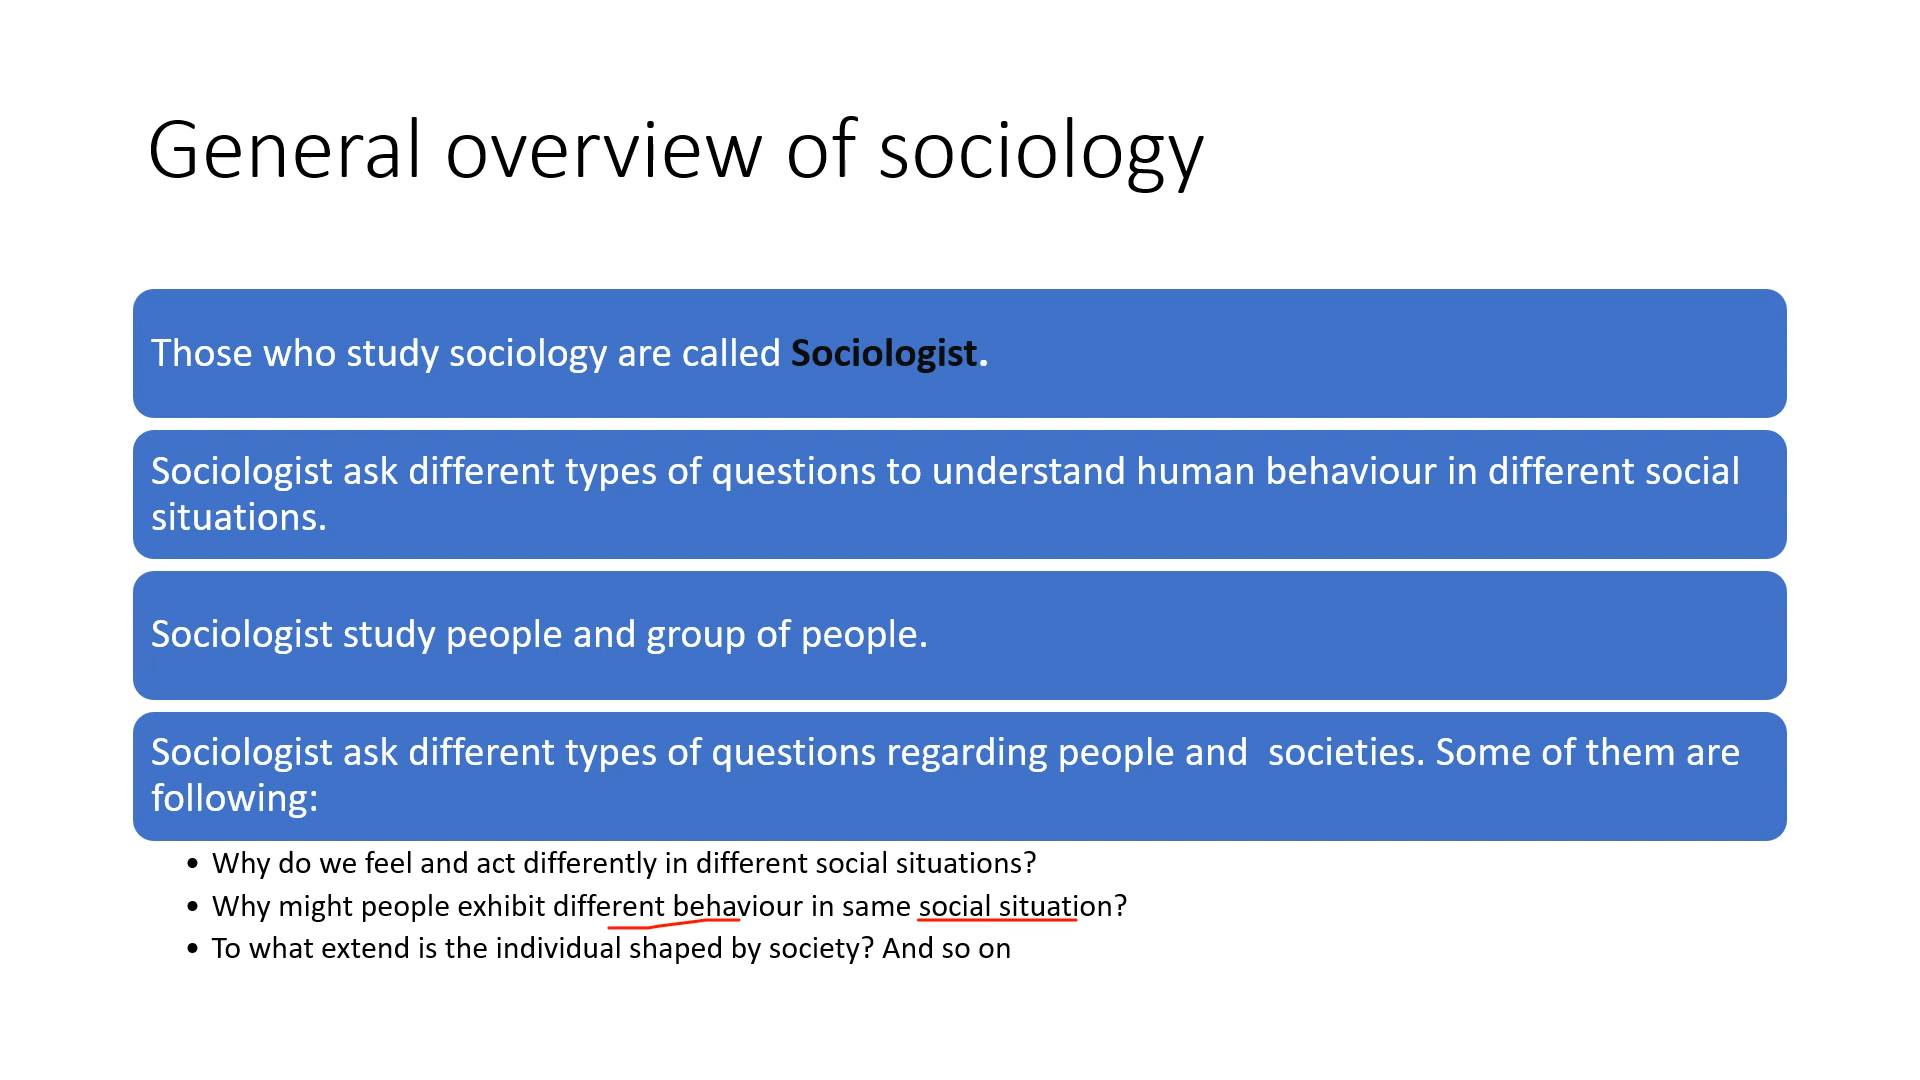 General overview of sociology
Those who study sociology are called Sociologist.
Sociologist ask different types of questions to understand human behaviour in different social
situations.
Sociologist study people and group of people.
Sociologist ask different types of questions regarding people and  societies. Some of them are
following:
• Why do we feel and act differently in different social situations?
• Why might people exhibit different behaviour in same social situation?
• To what extend is the individual shaped by society? And so on